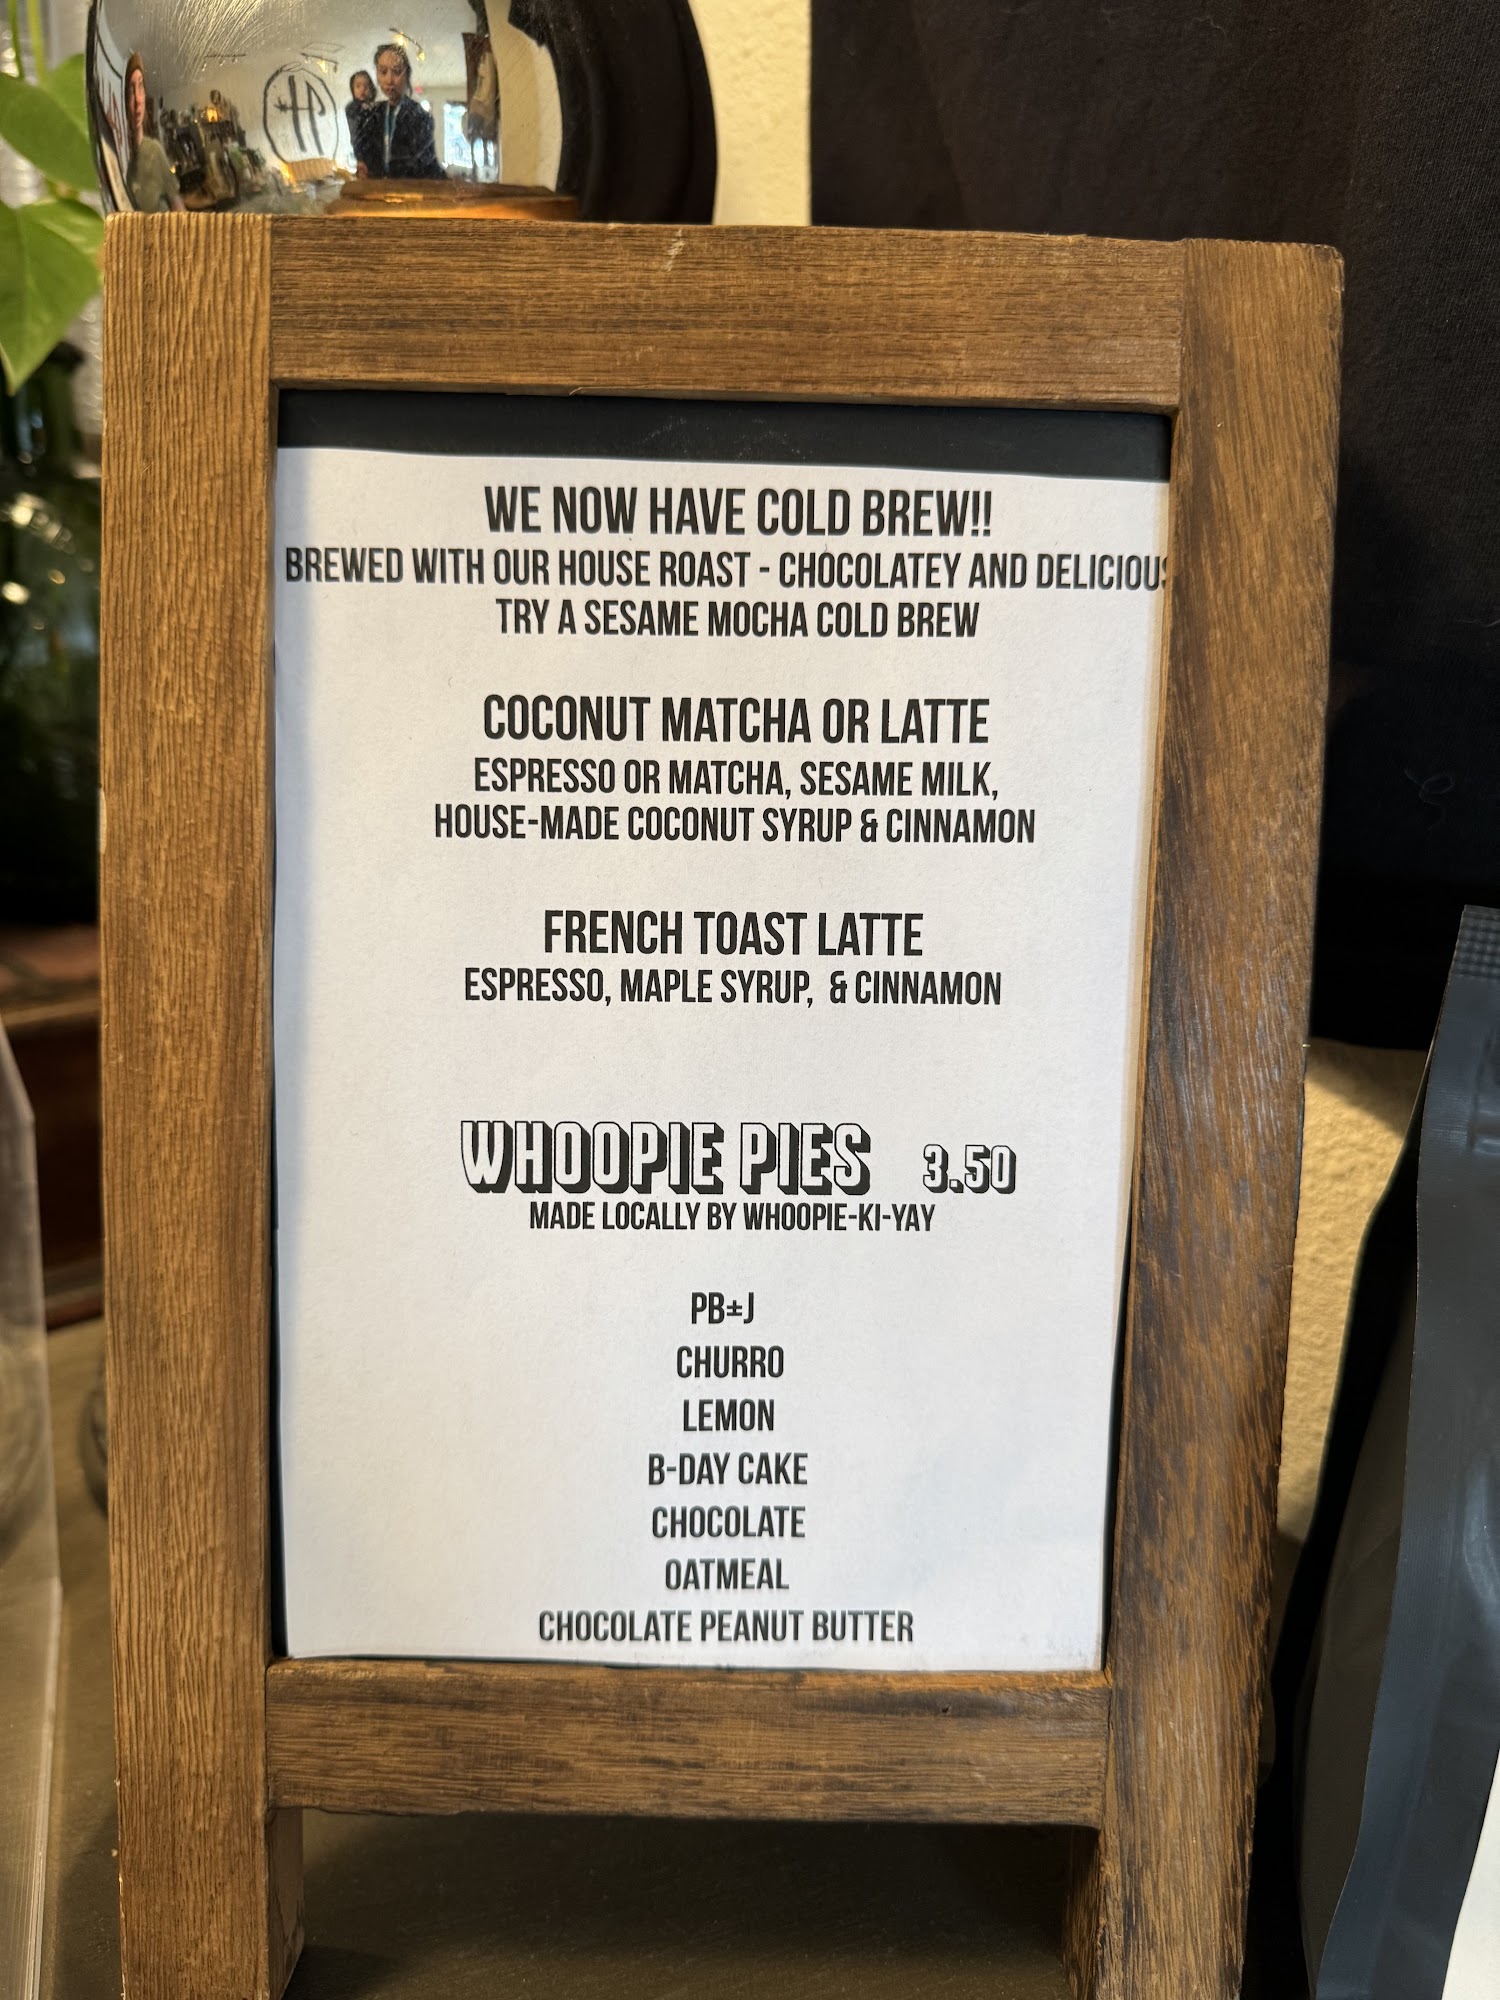 WE NOW HAVE COLD BREW!!
BREWED WITH OUR HOUSE ROAST - CHOCOLATEY AND DELICIOUS
TRY A SESAME MOCHA COLD BREW
COCONUT MATCHA OR LATTE
ESPRESSO OR MATCHA, SESAME MILK,
HOUSE-MADE COCONUT SYRUP & CINNAMON
FRENCH TOAST LATTE
ESPRESSO, MAPLE SYRUP, & CINNAMON
WHOOPIE PIES 3.50
MADE LOCALLY BY WHOOPIE-KI-YAY
PB±J
CHURRO
LEMON
B-DAY CAKE
CHOCOLATE
OATMEAL
CHOCOLATE PEANUT BUTTER